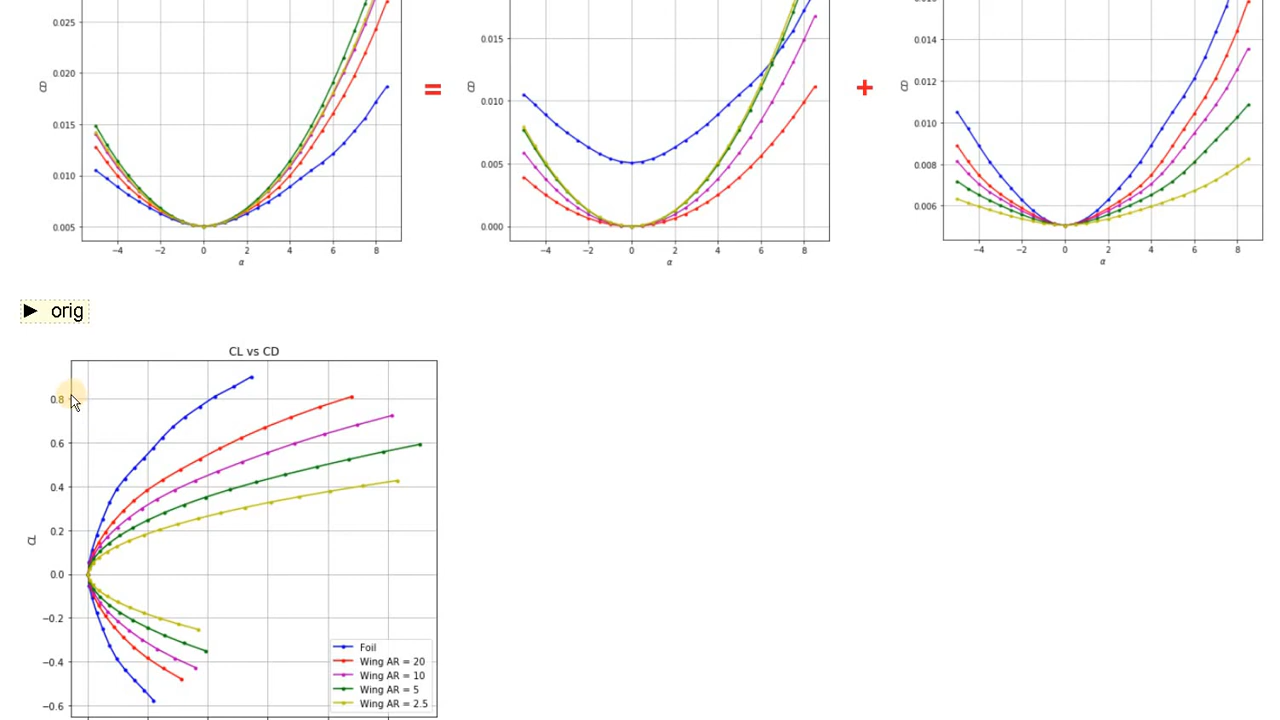 0.025
0.020
0.015
0.010
0.005
CD
−4 −2 0 2 4 6 8
α
=
0.015
0.010
0.005
0.000
CD
−4 −2 0 2 4 6 8
α
+
0.014
0.012
0.010
0.008
0.006
CD
−4 −2 0 2 4 6 8
α
► orig
CL vs CD
0.8
0.6
0.4
0.2
0.0
−0.2
−0.4
−0.6
CL
Foil
Wing AR = 20
Wing AR = 10
Wing AR = 5
Wing AR = 2.5